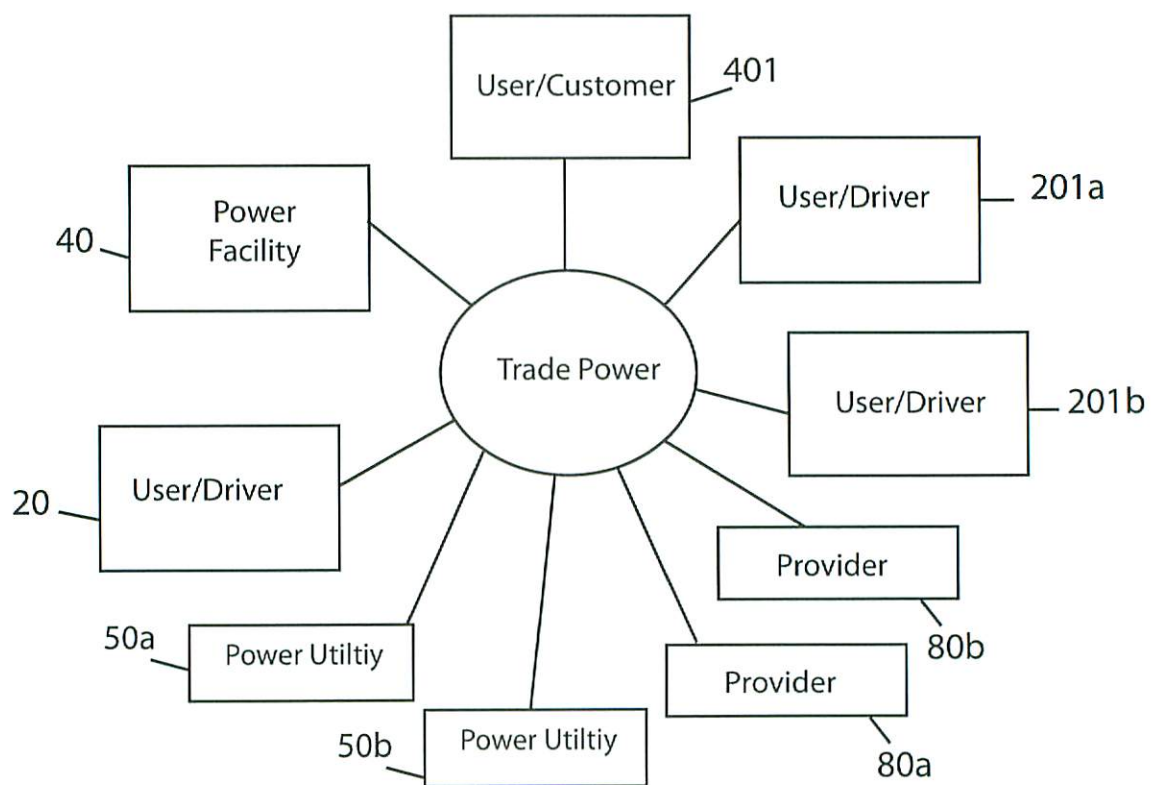 User/Customer
401
User/Driver
201a
Power
Facility
40
Trade Power
User/Driver
201b
User/Driver
20
Provider
80b
50a
Power Utiltiy
Provider
80a
50b
Power Utiltiy